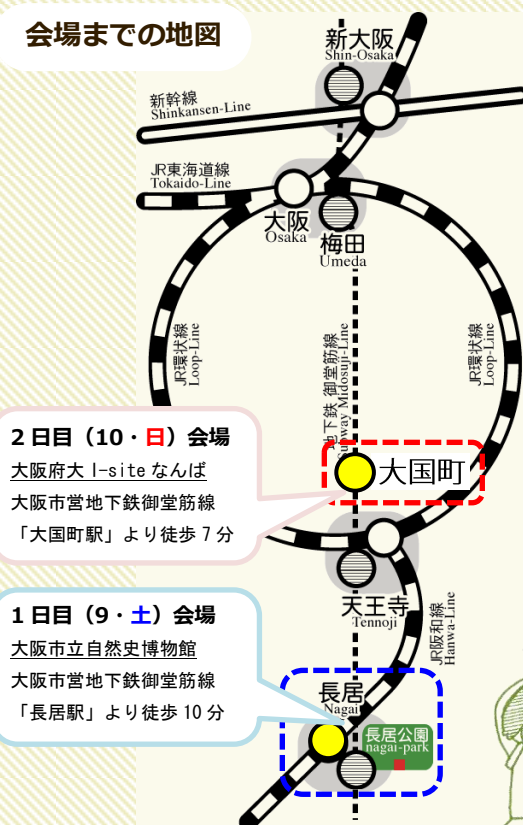 会場までの地図
新大阪
Shin-Osaka
新幹線
Shinkansen-Line
JR東海道線
Tokaido-Line
大阪
Osaka
梅田
Umeda
JR環状線
Loop-Line
地下鉄 御堂筋線
Subway Midosuji-Line
JR環状線
Loop-Line
2日目（10・日）会場
大阪府大 I-site なんば
大阪市営地下鉄御堂筋線
「大国町駅」より徒歩 7 分
大国町
天王寺
Tennoji
JR阪和線
Hanwa-Line
1日目（9・土）会場
大阪市立自然史博物館
大阪市営地下鉄御堂筋線
「長居駅」より徒歩 10 分
長居
Nagai
長居公園
nagai-park